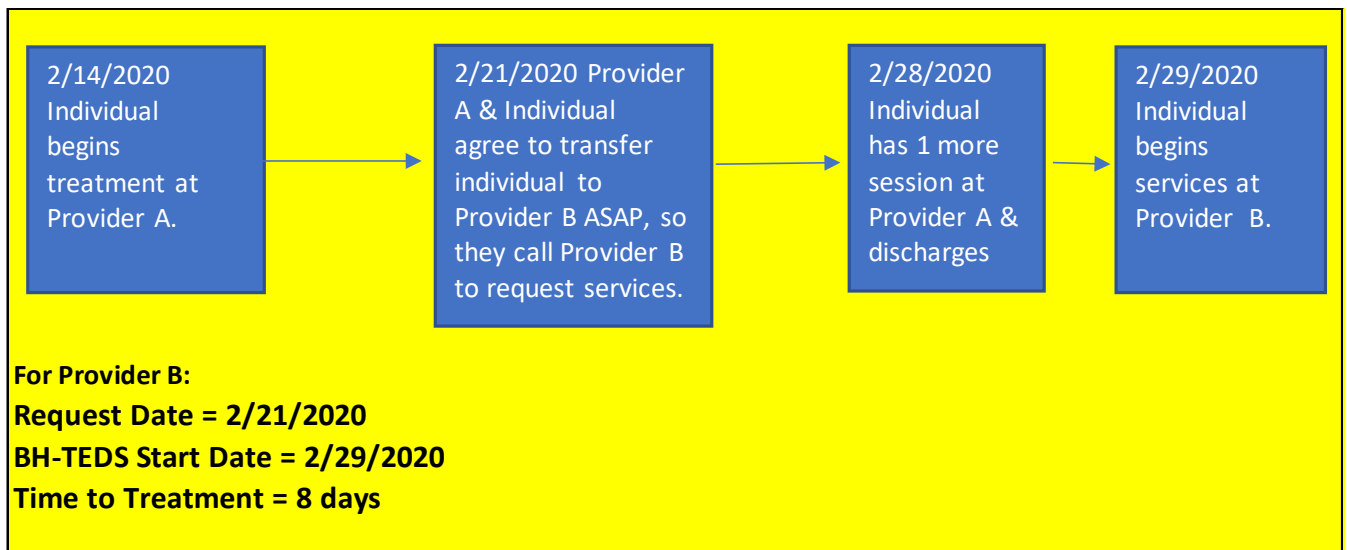 2/14/2020
Individual
begins
treatment at
Provider A.
2/21/2020 Provider
A & Individual
agree to transfer
individual to
Provider B ASAP, so
they call Provider B
to request services.
2/28/2020
Individual
has 1 more
session at
Provider A &
discharges
2/29/2020
Individual
begins
services at
Provider B.
For Provider B:
Request Date = 2/21/2020
BH-TEDS Start Date = 2/29/2020
Time to Treatment = 8 days